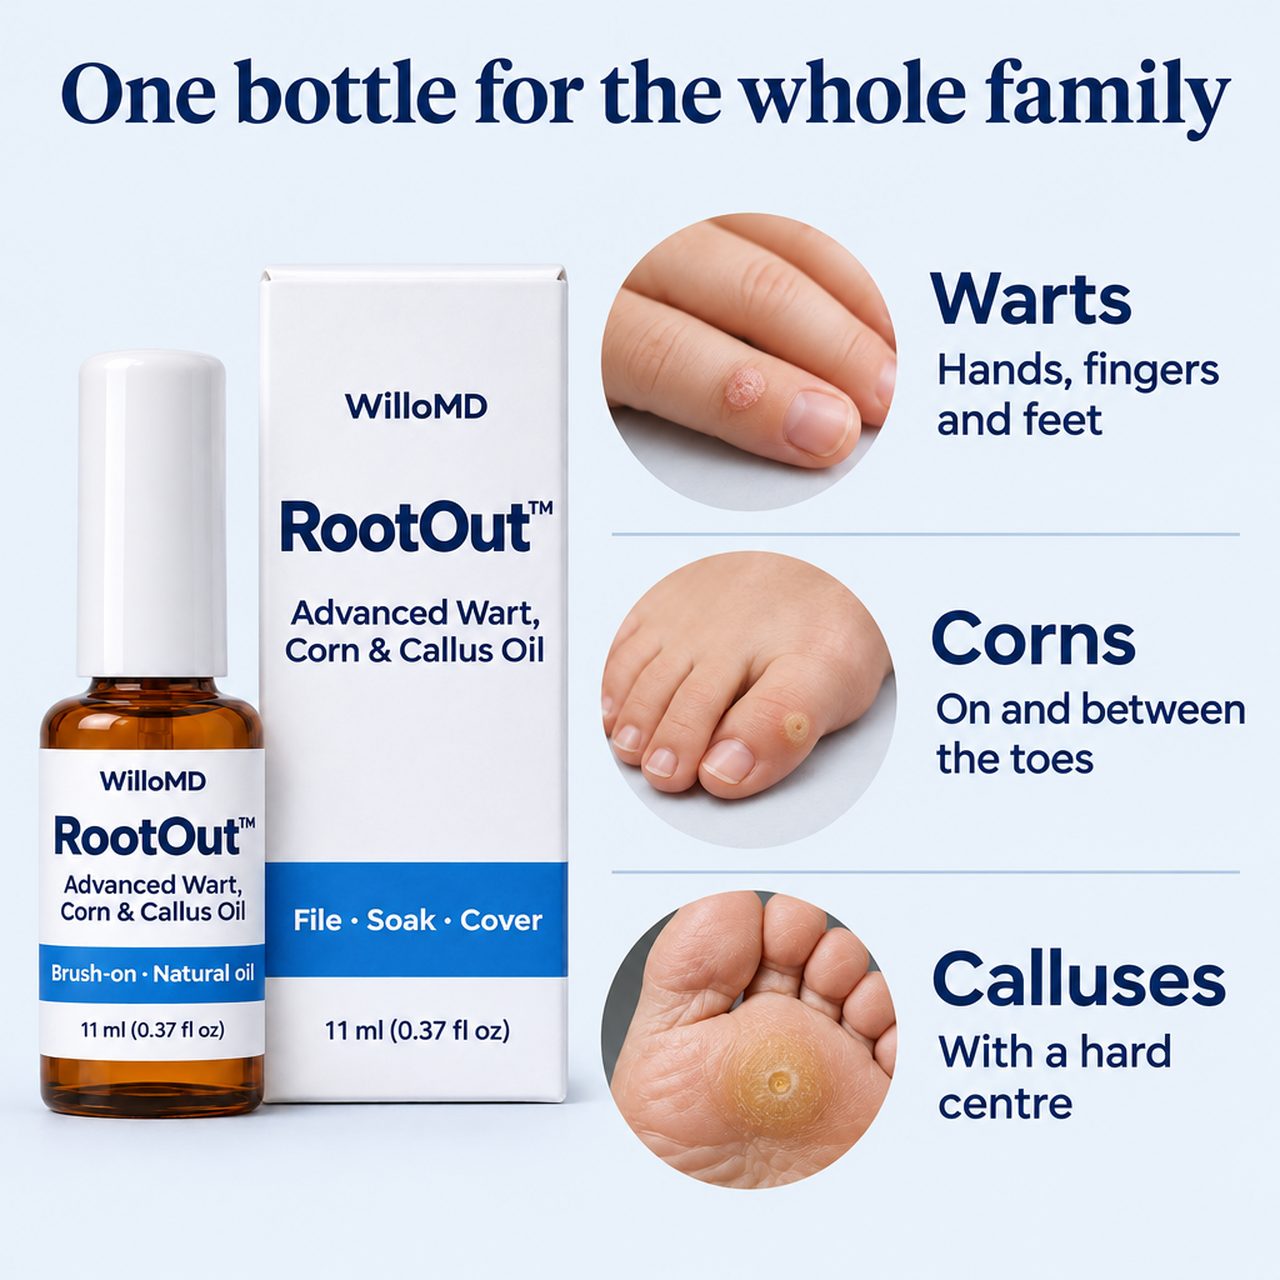 One bottle for the whole family
WilloMD
RootOut™
Advanced Wart,
Corn & Callus Oil
File · Soak · Cover
11 ml (0.37 fl oz)
WilloMD
RootOut™
Advanced Wart,
Corn & Callus Oil
Brush-on · Natural oil
11 ml (0.37 fl oz)
Warts
Hands, fingers
and feet
Corns
On and between
the toes
Calluses
With a hard
centre